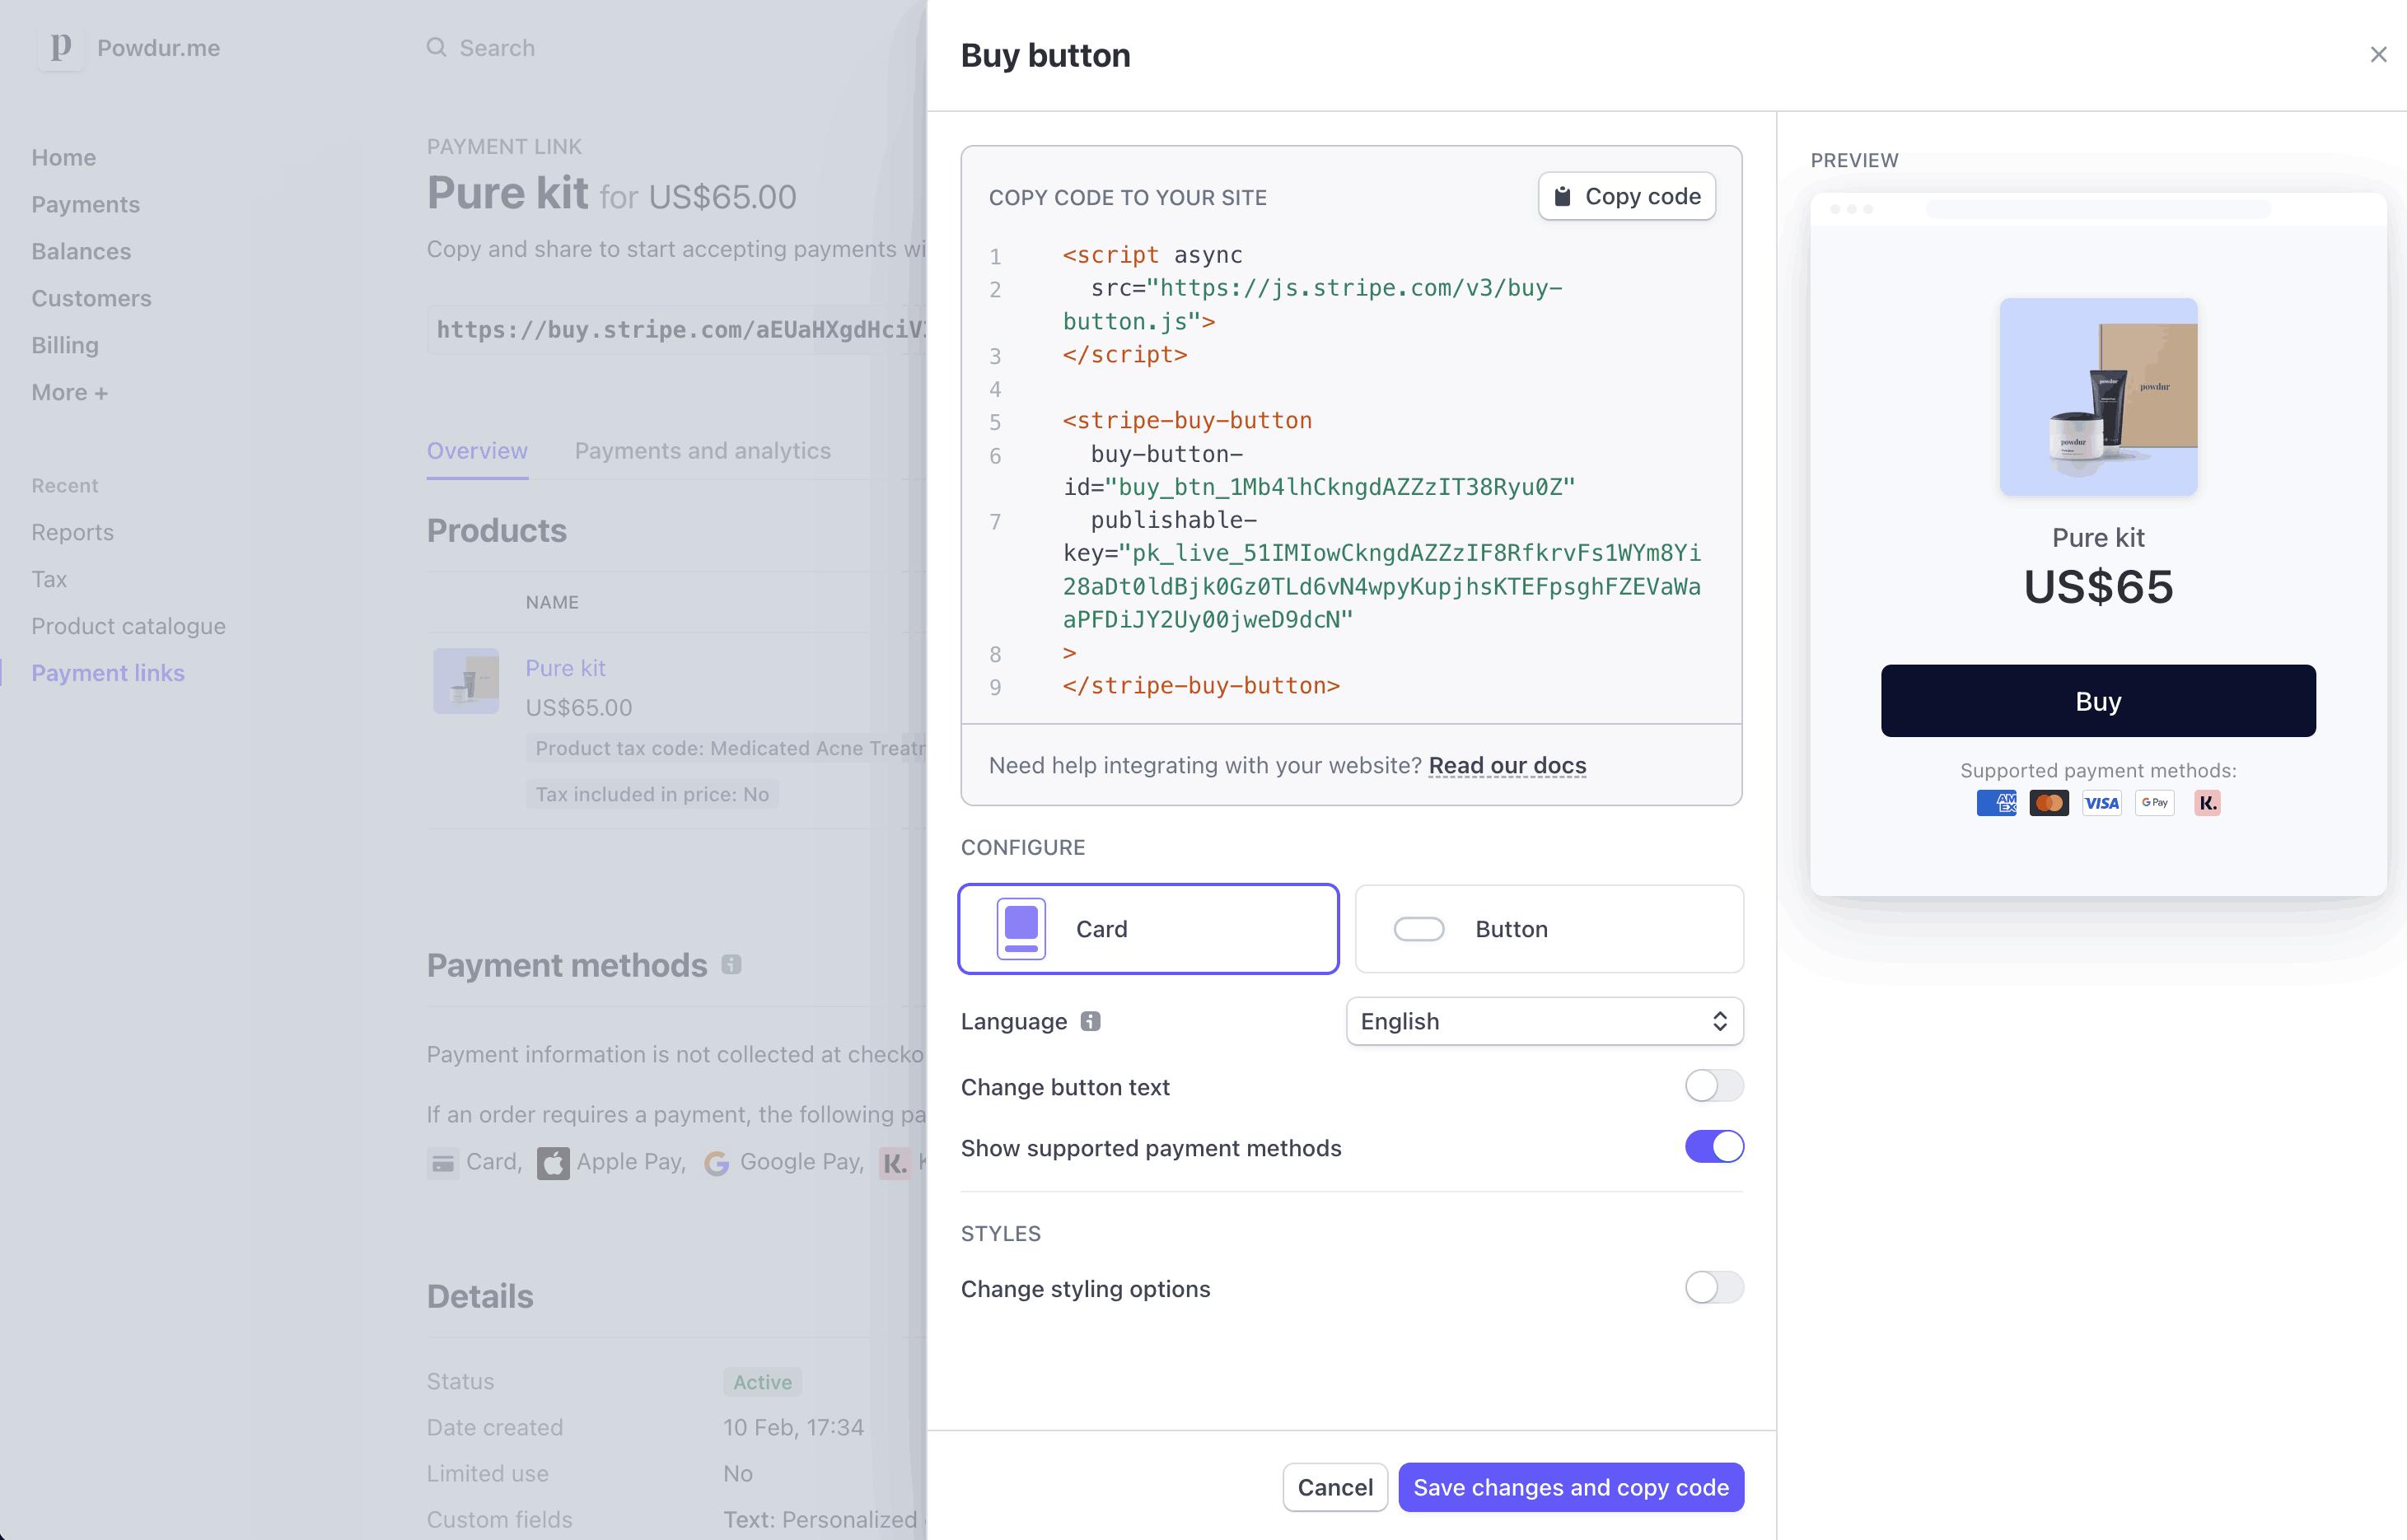 p Powdur.me
Search
Home
Payments
Balances
Customers
Billing
More +
Recent
Reports
Tax
Product catalogue
Payment links
PAYMENT LINK
Pure kit for US$65.00
Copy and share to start accepting payments
https://buy.stripe.com/aEUaHXgdHciV
Overview Payments and analytics
Products
NAME
Pure kit
US$65.00
Product tax code: Medicated Acne
Tax included in price: No
Payment methods
Payment information is not collected at
If an order requires a payment, the following
Card, Apple Pay, Google Pay, K.
Details
Status Active
Date created 10 Feb, 17:34
Limited use No
Custom fields Text: Personalized
Buy button
COPY CODE TO YOUR SITE
Copy code
1 <script async
2 src="https://js.stripe.com/v3/buy-
button.js">
3 </script>
4
5 <stripe-buy-button
6 buy-button-
id="buy_btn_1Mb4lhCkngdAZZzIT38Ryu0Z"
7 publishable-
key="pk_live_51IMIowCkngdAZZzIF8RfkrvFs1WYm8Yi
28aDt0ldBjk0Gz0TLd6vN4wpyKupjhsKTEFpsghFZEVaWa
aPFDiJY2Uy00jweD9dcN"
8 >
9 </stripe-buy-button>
Need help integrating with your website? Read our docs
CONFIGURE
Card
Button
Language English
Change button text
Show supported payment methods
STYLES
Change styling options
Cancel
Save changes and copy code
PREVIEW
powdur
powdur
powdur
Pure kit
US$65
Buy
Supported payment methods:
AMEX VISA G Pay K.